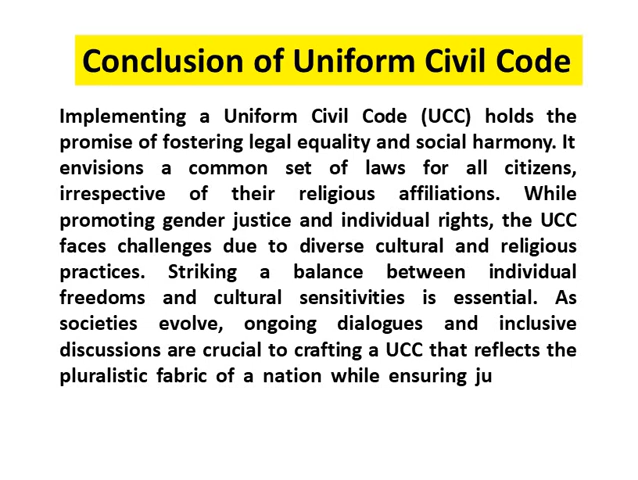 Conclusion of Uniform Civil Code
Implementing a Uniform Civil Code (UCC) holds the
promise of fostering legal equality and social harmony. It
envisions a common set of laws for all citizens,
irrespective of their religious affiliations. While
promoting gender justice and individual rights, the UCC
faces challenges due to diverse cultural and religious
practices. Striking a balance between individual
freedoms and cultural sensitivities is essential. As
societies evolve, ongoing dialogues and inclusive
discussions are crucial to crafting a UCC that reflects the
pluralistic fabric of a nation while ensuring ju